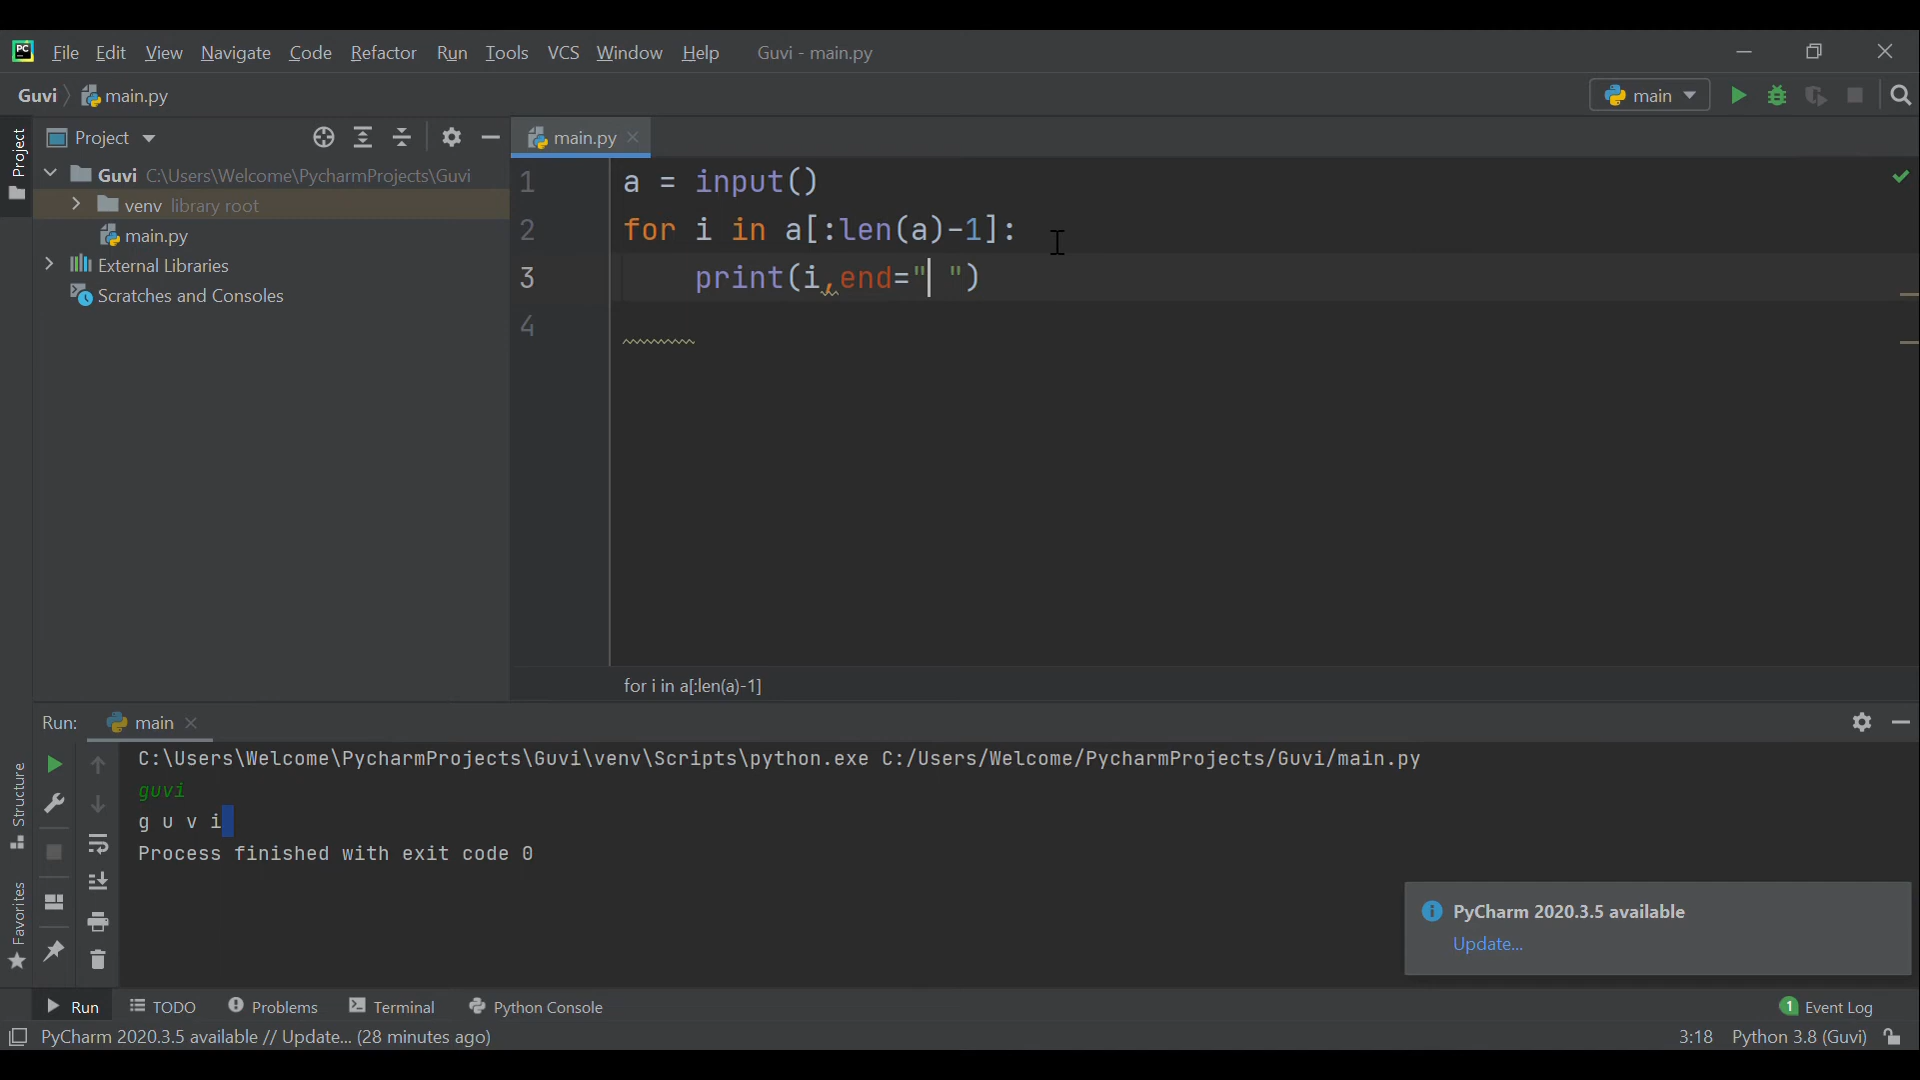 PC File Edit View Navigate Code Refactor Run Tools VCS Window Help Guvi - main.py
Guvi main.py main
Project
Project
main.py
Guvi C:\Users\Welcome\PycharmProjects\Guvi
venv library root
main.py
External Libraries
Scratches and Consoles
1 a = input()
2 for i in a[:len(a)-1]:
3 print(i,end=" ")
4
for i in a[:len(a)-1]
Run: main
C:\Users\Welcome\PycharmProjects\Guvi\venv\Scripts\python.exe C:/Users/Welcome/PycharmProjects/Guvi/main.py
guvi
g u v i
Process finished with exit code 0
Structure
Favorites
PyCharm 2020.3.5 available
Update...
Run TODO Problems Terminal Python Console 1 Event Log
PyCharm 2020.3.5 available // Update... (28 minutes ago) 3:18 Python 3.8 (Guvi)